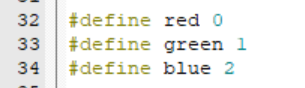 32 #define red 0
33 #define green 1
34 #define blue 2